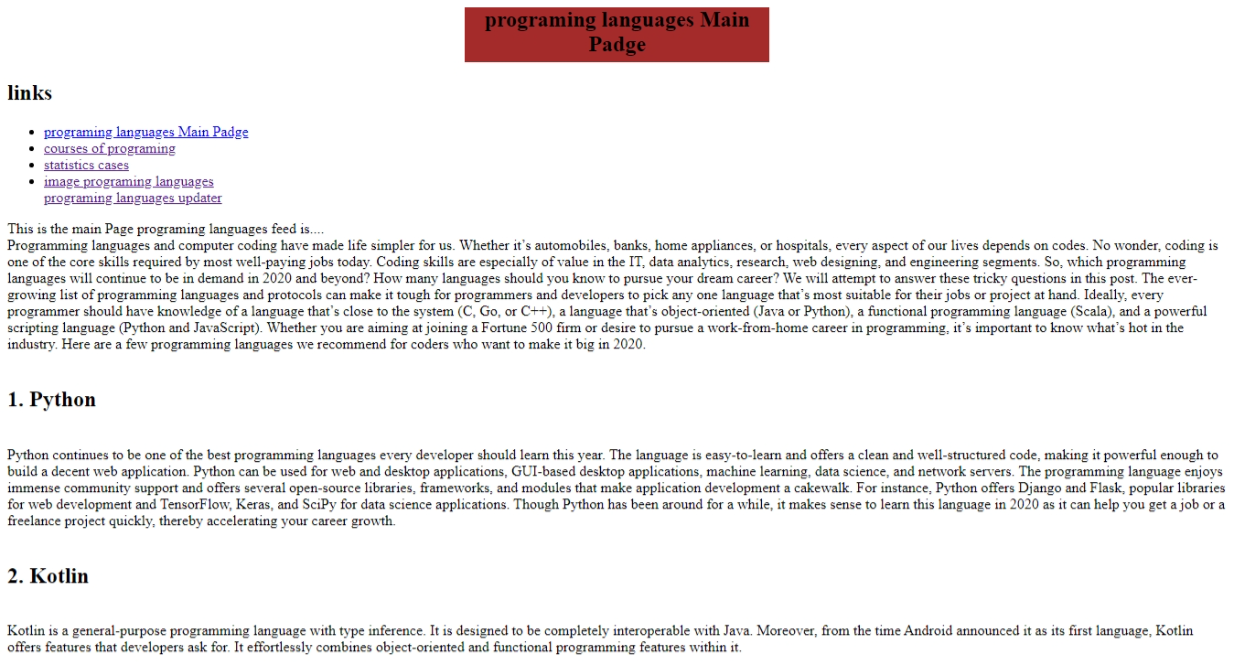 programing languages Main
Padge
links
programing languages Main Padge
courses of programing
statistics cases
image programing languages
programing languages updater
This is the main Page programing languages feed is....
Programming languages and computer coding have made life simpler for us. Whether it's automobiles, banks, home appliances, or hospitals, every aspect of our lives depends on codes. No wonder, coding is
one of the core skills required by most well-paying jobs today. Coding skills are especially of value in the IT, data analytics, research, web designing, and engineering segments. So, which programming
languages will continue to be in demand in 2020 and beyond? How many languages should you know to pursue your dream career? We will attempt to answer these tricky questions in this post. The ever-
growing list of programming languages and protocols can make it tough for programmers and developers to pick any one language that's most suitable for their jobs or project at hand. Ideally, every
programmer should have knowledge of a language that's close to the system (C, Go, or C++), a language that's object-oriented (Java or Python), a functional programming language (Scala), and a powerful
scripting language (Python and JavaScript). Whether you are aiming at joining a Fortune 500 firm or desire to pursue a work-from-home career in programming, it's important to know what's hot in the
industry. Here are a few programming languages we recommend for coders who want to make it big in 2020.
1. Python
Python continues to be one of the best programming languages every developer should learn this year. The language is easy-to-learn and offers a clean and well-structured code, making it powerful enough to
build a decent web application. Python can be used for web and desktop applications, GUI-based desktop applications, machine learning, data science, and network servers. The programming language enjoys
immense community support and offers several open-source libraries, frameworks, and modules that make application development a cakewalk. For instance, Python offers Django and Flask, popular libraries
for web development and TensorFlow, Keras, and SciPy for data science applications. Though Python has been around for a while, it makes sense to learn this language in 2020 as it can help you get a job or a
freelance project quickly, thereby accelerating your career growth.
2. Kotlin
Kotlin is a general-purpose programming language with type inference. It is designed to be completely interoperable with Java. Moreover, from the time Android announced it as its first language, Kotlin
offers features that developers ask for. It effortlessly combines object-oriented and functional programming features within it.